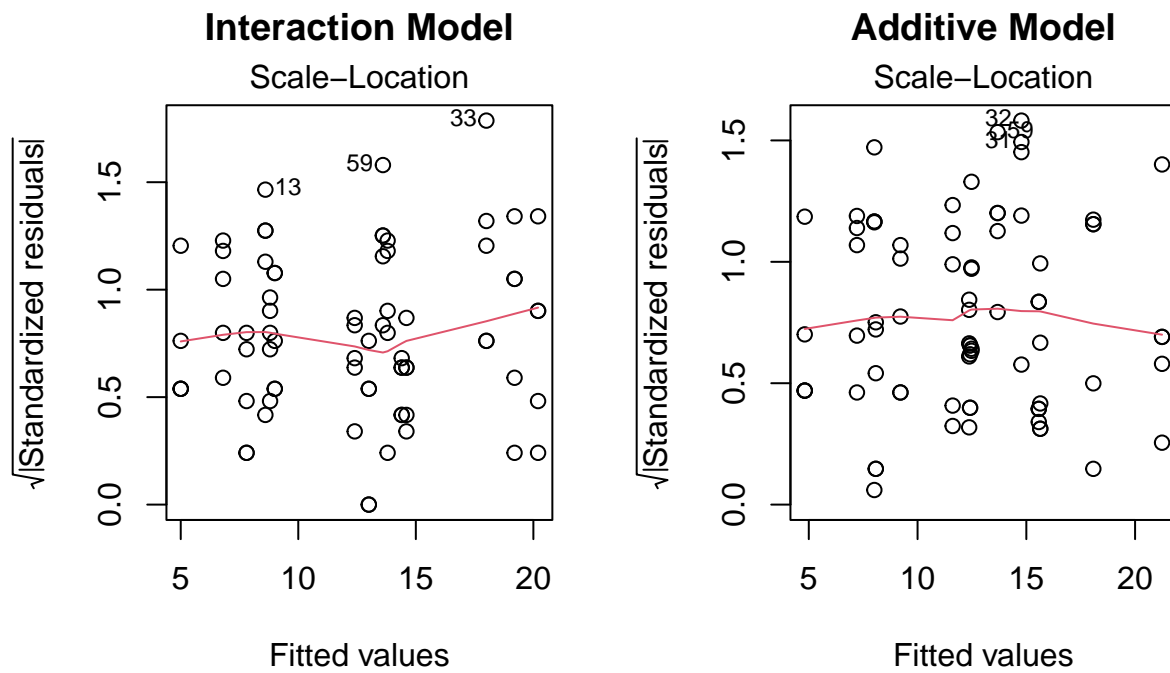 Interaction Model
Scale−Location
√|Standardized residuals|
0.0 0.5 1.0 1.5
33
59
13
5 10 15 20
Fitted values
Additive Model
Scale−Location
√|Standardized residuals|
0.0 0.5 1.0 1.5
32
59
31
5 10 15 20
Fitted values